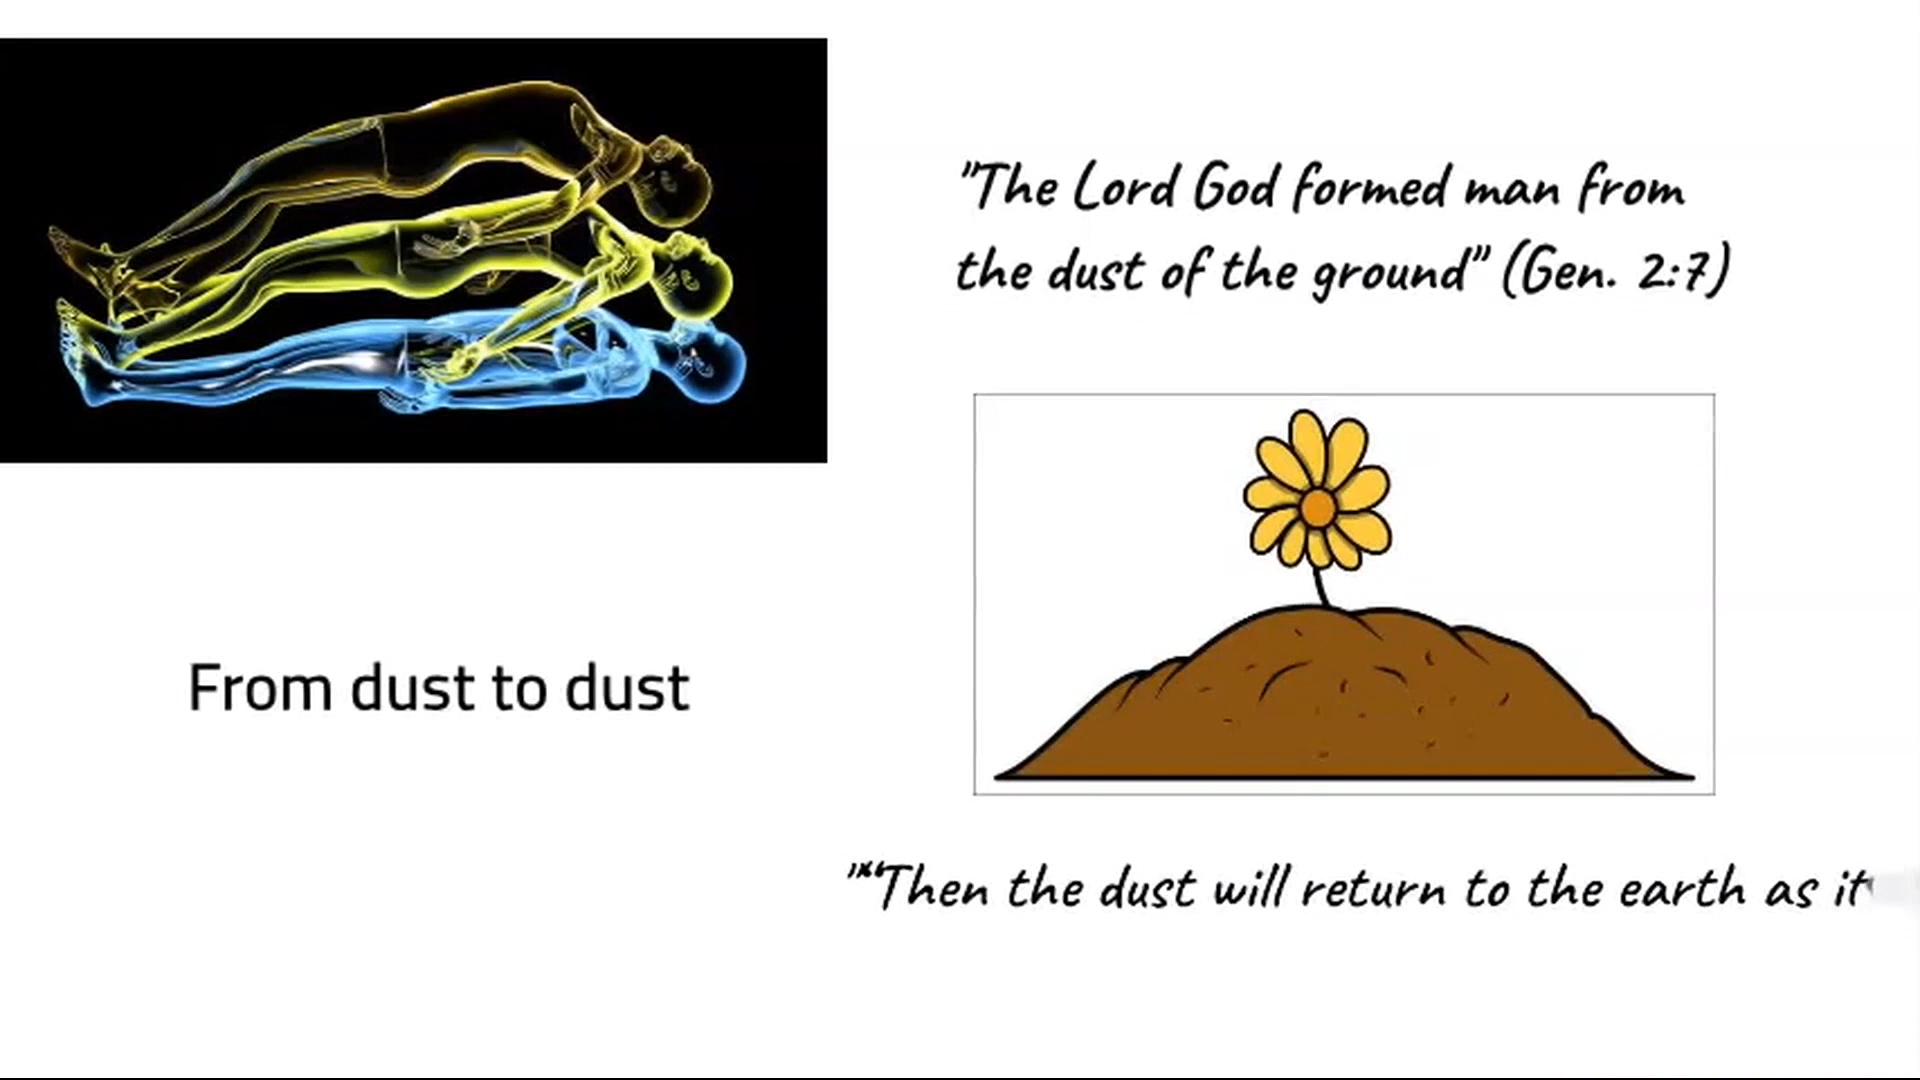 "The Lord God formed man from
the dust of the ground" (Gen. 2:7)
From dust to dust
Then the dust will return to the earth as it